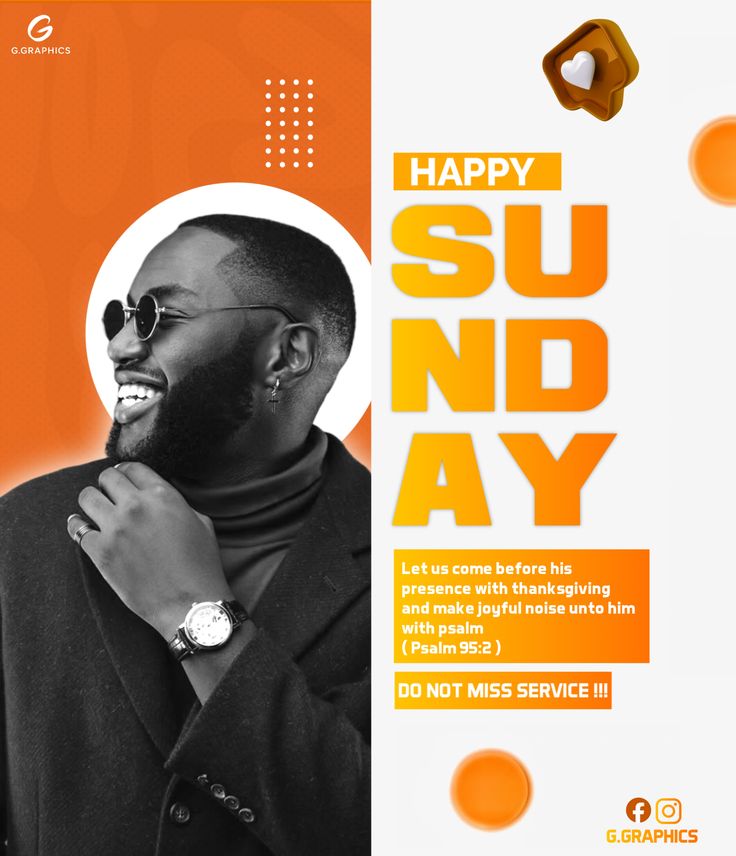 G.GRAPHICS
HAPPY
SU
ND
AY
Let us come before his
presence with thanksgiving
and make joyful noise unto him
with psalm
( Psalm 95:2 )
DO NOT MISS SERVICE !!!
G.GRAPHICS